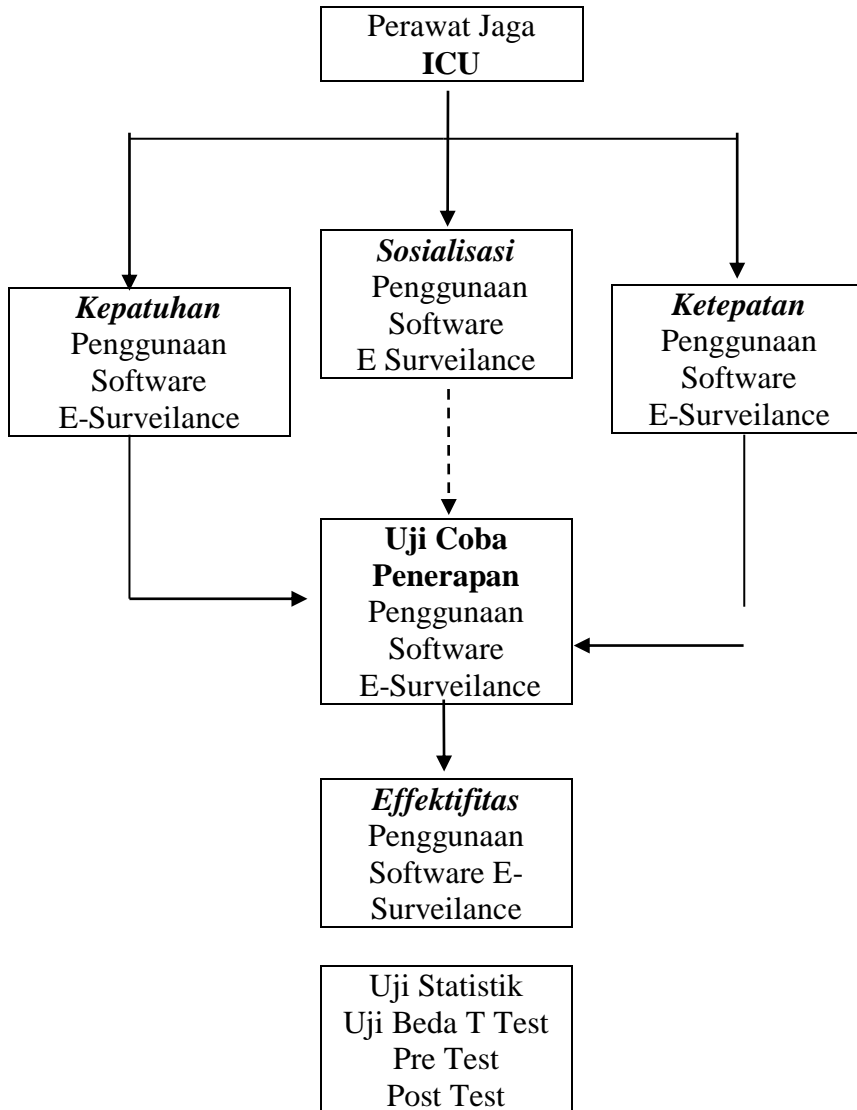 Perawat Jaga
ICU
Kepatuhan
Penggunaan
Software
E-Surveilance
Sosialisasi
Penggunaan
Software
E Surveilance
Ketepatan
Penggunaan
Software
E-Surveilance
Uji Coba
Penerapan
Penggunaan
Software
E-Surveilance
Effektifitas
Penggunaan
Software E-
Surveilance
Uji Statistik
Uji Beda T Test
Pre Test
Post Test